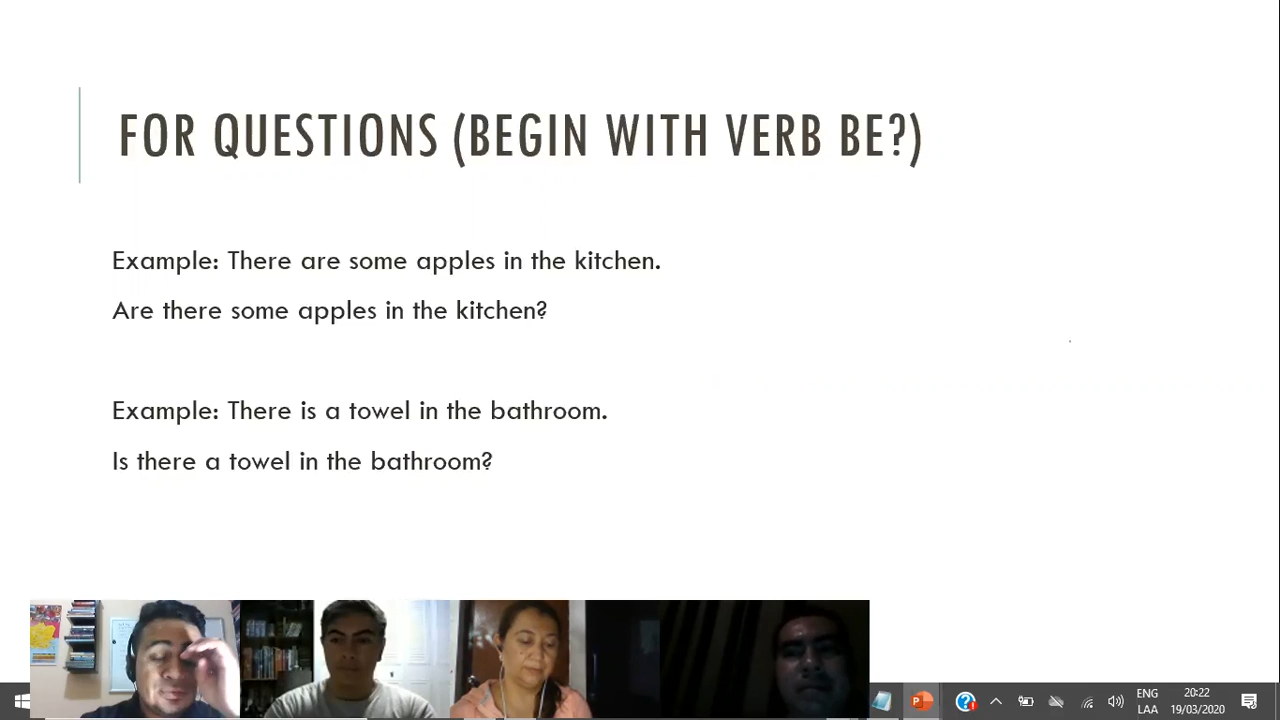 FOR QUESTIONS (BEGIN WITH VERB BE?)
Example: There are some apples in the kitchen.
Are there some apples in the kitchen?
Example: There is a towel in the bathroom.
Is there a towel in the bathroom?
ENG 20:22
LAA 19/03/2020